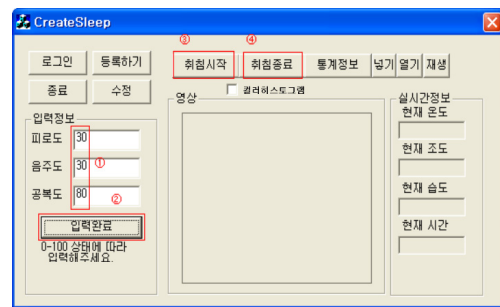 CreateSleep
③ ④
로그인 등록하기 취침시작 취침종료 통계정보 넣기 열기 재생
종료 수정 컬러히스토그램
영상 실시간정보
입력정보 현재 온도
피로도 30
현재 조도
음주도 30 ①
현재 습도
공복도 80 ②
입력완료 현재 시간
0-100 상태에 따라
입력해주세요.